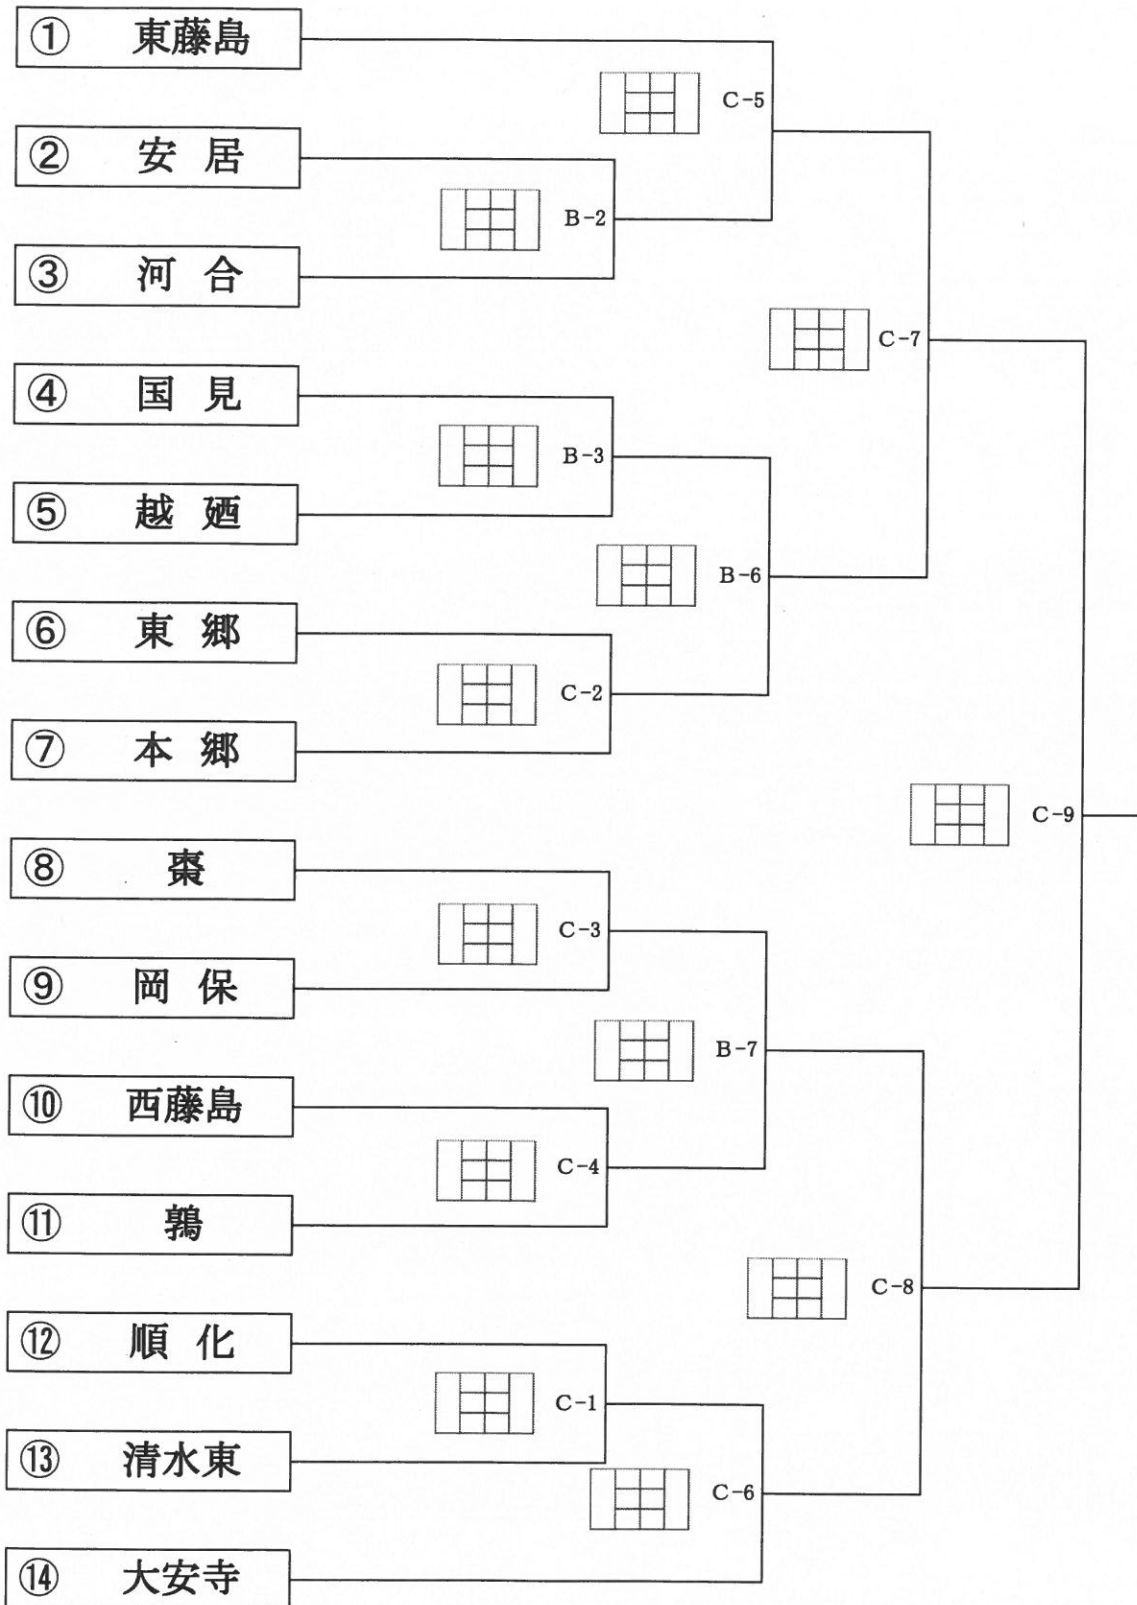 ① 東藤島
C-5
② 安居
B-2
③ 河合
C-7
④ 国見
B-3
⑤ 越廼
B-6
⑥ 東郷
C-2
⑦ 本郷
C-9
⑧ 棗
C-3
⑨ 岡保
B-7
⑩ 西藤島
C-4
⑪ 鶉
C-8
⑫ 順化
C-1
⑬ 清水東
C-6
⑭ 大安寺